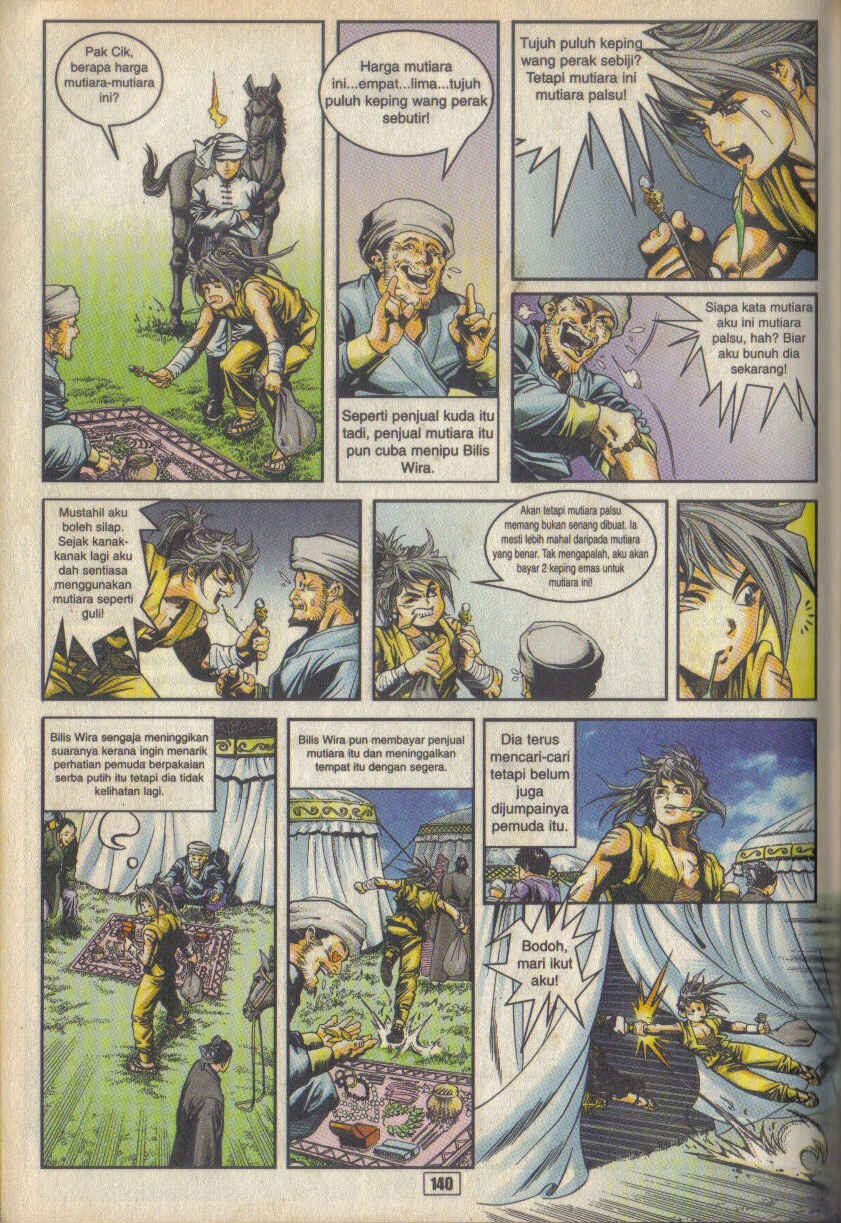 Pak Cik,
berapa harga
mutiara-mutiara
ini?
Harga mutiara
ini...empat...lima...tujuh
puluh keping wang perak
sebutir!
Seperti penjual kuda itu
tadi, penjual mutiara itu
pun cuba menipu Bilis
Wira.
Tujuh puluh keping
wang perak sebiji?
Tetapi mutiara ini
mutiara palsu!
Siapa kata mutiara
aku ini mutiara
palsu, hah? Biar
aku bunuh dia
sekarang!
Mustahil aku
boleh silap.
Sejak kanak-
kanak lagi aku
dah sentiasa
menggunakan
mutiara seperti
guli!
Akan tetapi mutiara palsu
memang bukan senang dibuat. Ia
mesti lebih mahal daripada mutiara
yang benar. Tak mengapalah, aku akan
bayar 2 keping emas untuk
mutiara ini!
Bilis Wira sengaja meninggikan
suaranya kerana ingin menarik
perhatian pemuda berpakaian
serba putih itu tetapi dia tidak
kelihatan lagi.
Bilis Wira pun membayar penjual
mutiara itu dan meninggalkan
tempat itu dengan segera.
Dia terus
mencari-cari
tetapi belum
juga
dijumpainya
pemuda itu.
Bodoh,
mari ikut
aku!
140